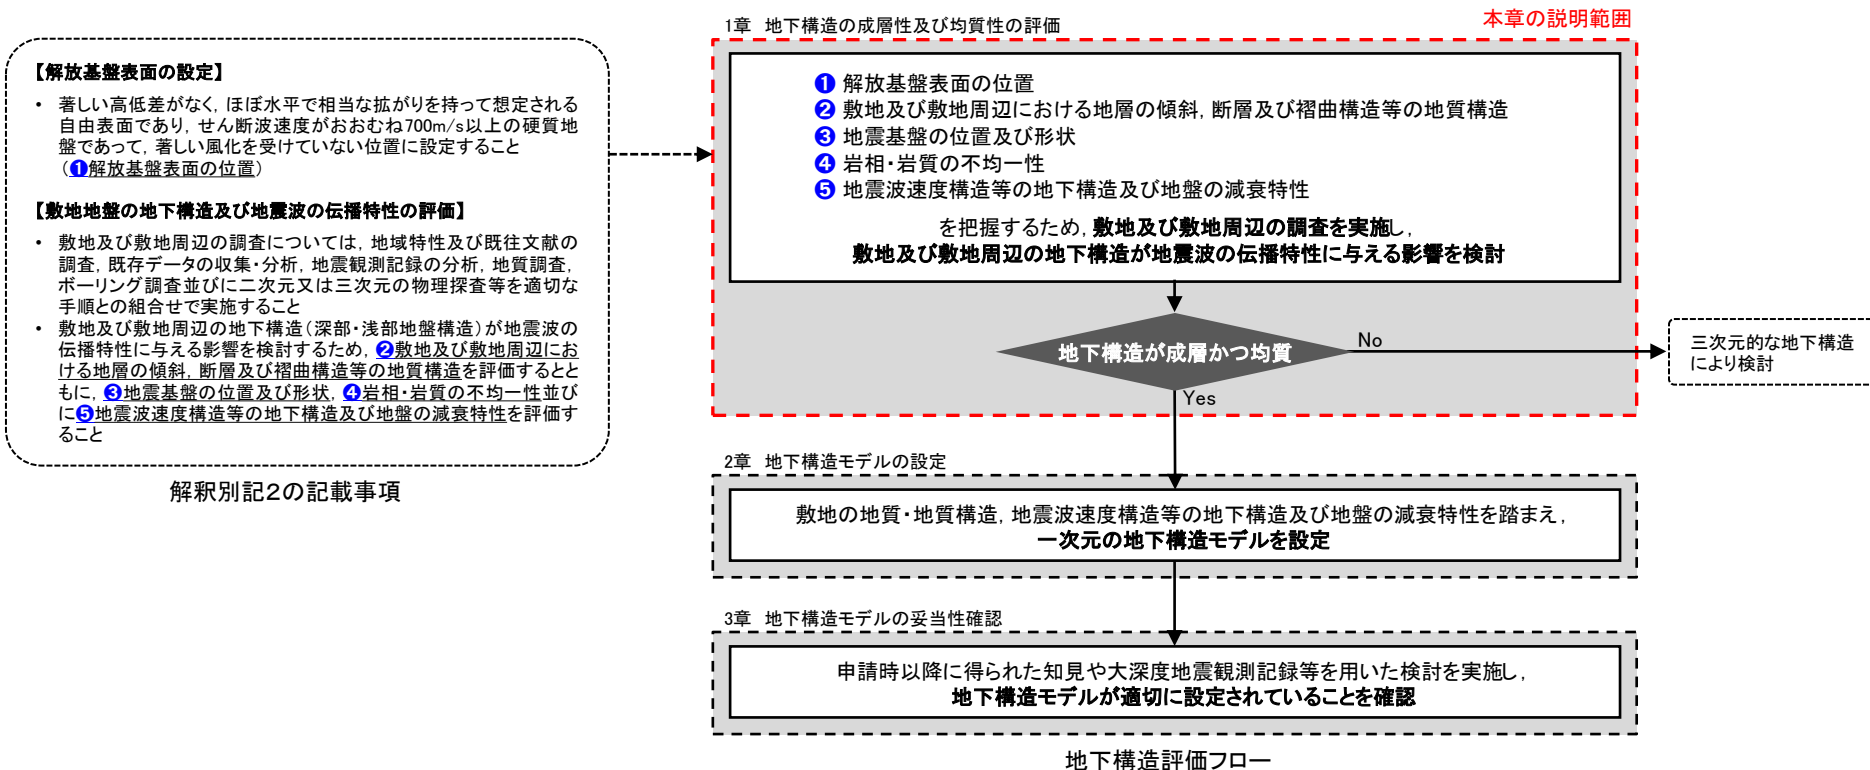 【解放基盤表面の設定】
• 著しい高低差がなく，ほぼ水平で相当な拡がりを持って想定される
自由表面であり，せん断波速度がおおむね700m/s以上の硬質地
盤であって，著しい風化を受けていない位置に設定すること
（❶解放基盤表面の位置）
【敷地地盤の地下構造及び地震波の伝播特性の評価】
• 敷地及び敷地周辺の調査については，地域特性及び既往文献の
調査，既存データの収集・分析，地震観測記録の分析，地質調査，
ボーリング調査並びに二次元又は三次元の物理探査等を適切な
手順との組合せで実施すること
• 敷地及び敷地周辺の地下構造（深部・浅部地盤構造）が地震波の
伝播特性に与える影響を検討するため，❷敷地及び敷地周辺にお
ける地層の傾斜，断層及び褶曲構造等の地質構造を評価するとと
もに，❸地震基盤の位置及び形状，❹岩相・岩質の不均一性並び
に❺地震波速度構造等の地下構造及び地盤の減衰特性を評価す
ること
解釈別記２の記載事項
本章の説明範囲
1章　地下構造の成層性及び均質性の評価
❶ 解放基盤表面の位置
❷ 敷地及び敷地周辺における地層の傾斜，断層及び褶曲構造等の地質構造
❸ 地震基盤の位置及び形状
❹ 岩相・岩質の不均一性
❺ 地震波速度構造等の地下構造及び地盤の減衰特性
を把握するため，敷地及び敷地周辺の調査を実施し，
敷地及び敷地周辺の地下構造が地震波の伝播特性に与える影響を検討
地下構造が成層かつ均質
No
三次元的な地下構造
により検討
Yes
2章　地下構造モデルの設定
敷地の地質・地質構造，地震波速度構造等の地下構造及び地盤の減衰特性を踏まえ，
一次元の地下構造モデルを設定
3章　地下構造モデルの妥当性確認
申請時以降に得られた知見や大深度地震観測記録等を用いた検討を実施し，
地下構造モデルが適切に設定されていることを確認
地下構造評価フロー